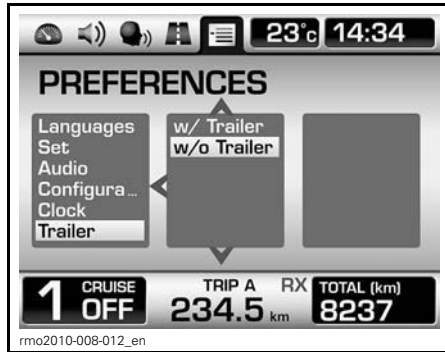 23°c 14:34
PREFERENCES
Languages
Set
Audio
Configura...
Clock
Trailer
w/ Trailer
w/o Trailer
1 CRUISE OFF
TRIP A
234.5 km
RX
TOTAL (km)
8237
rmo2010-008-012_en